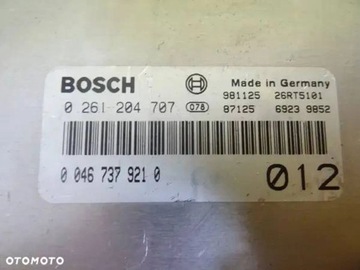 BOSCH
Made in Germany
981125 26RT5101
0 261 204 707 078
87125 6923 9852
0 046 737 921 0
012
OTOMOTO